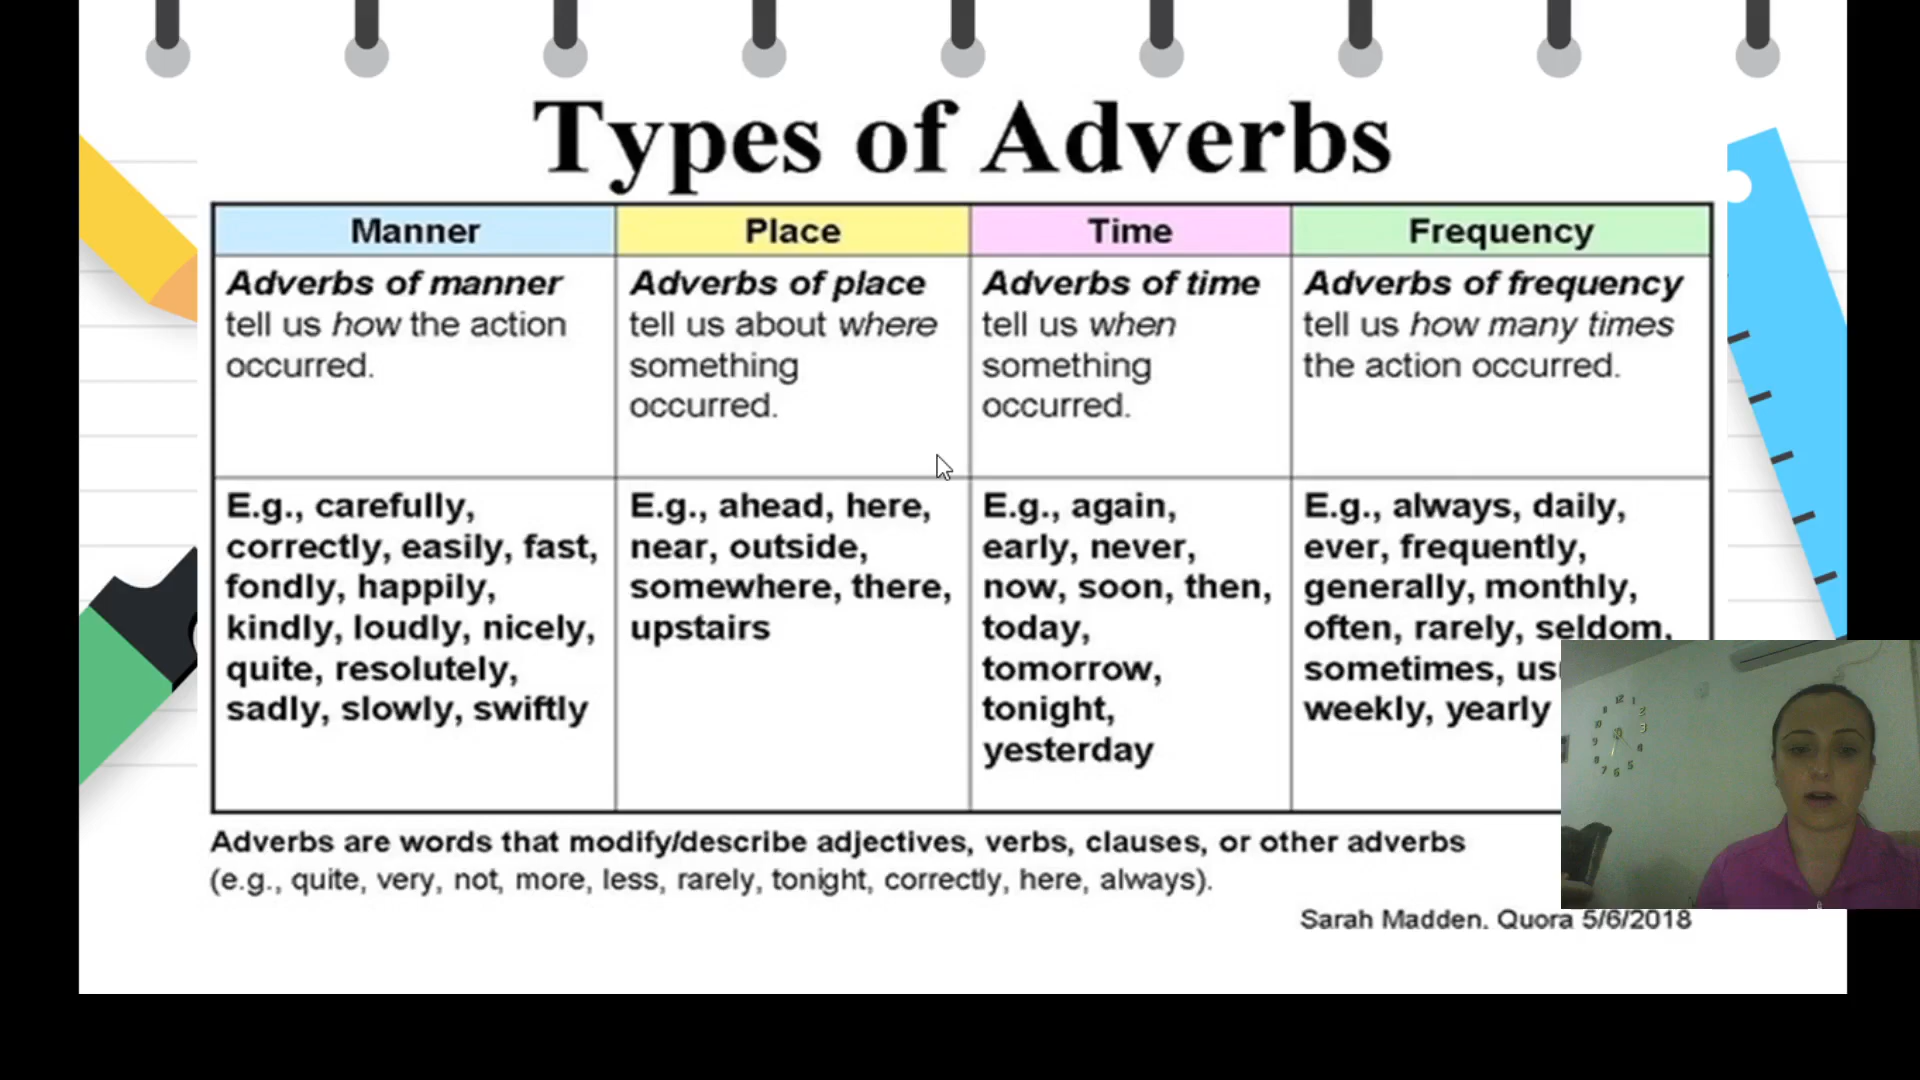 Types of Adverbs
Manner
Place
Time
Frequency
Adverbs of manner
tell us how the action
occurred.
Adverbs of place
tell us about where
something
occurred.
Adverbs of time
tell us when
something
occurred.
Adverbs of frequency
tell us how many times
the action occurred.
E.g., carefully,
correctly, easily, fast,
fondly, happily,
kindly, loudly, nicely,
quite, resolutely,
sadly, slowly, swiftly
E.g., ahead, here,
near, outside,
somewhere, there,
upstairs
E.g., again,
early, never,
now, soon, then,
today,
tomorrow,
tonight,
yesterday
E.g., always, daily,
ever, frequently,
generally, monthly,
often, rarely, seldom,
sometimes,
weekly, yearly
Adverbs are words that modify/describe adjectives, verbs, clauses, or other adverbs
(e.g., quite, very, not, more, less, rarely, tonight, correctly, here, always).
Sarah Madden. Quora 5/6/2018